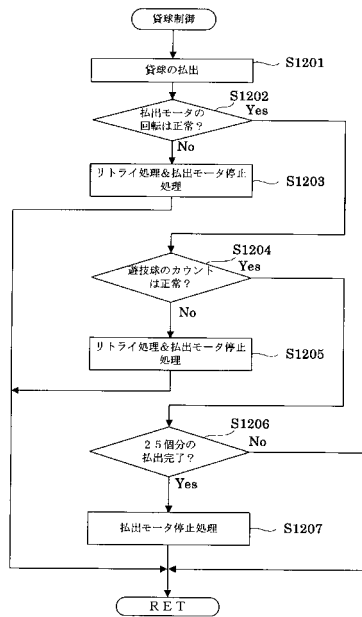 貸球制御
貸球の払出
S1201
払出モータの
回転は正常？
S1202
Yes
No
リトライ処理&払出モータ停止
処理
S1203
遊技球のカウント
は正常？
S1204
Yes
No
リトライ処理&払出モータ停止
処理
S1205
２５個分の
払出完了？
S1206
No
Yes
払出モータ停止処理
S1207
ＲＥＴ